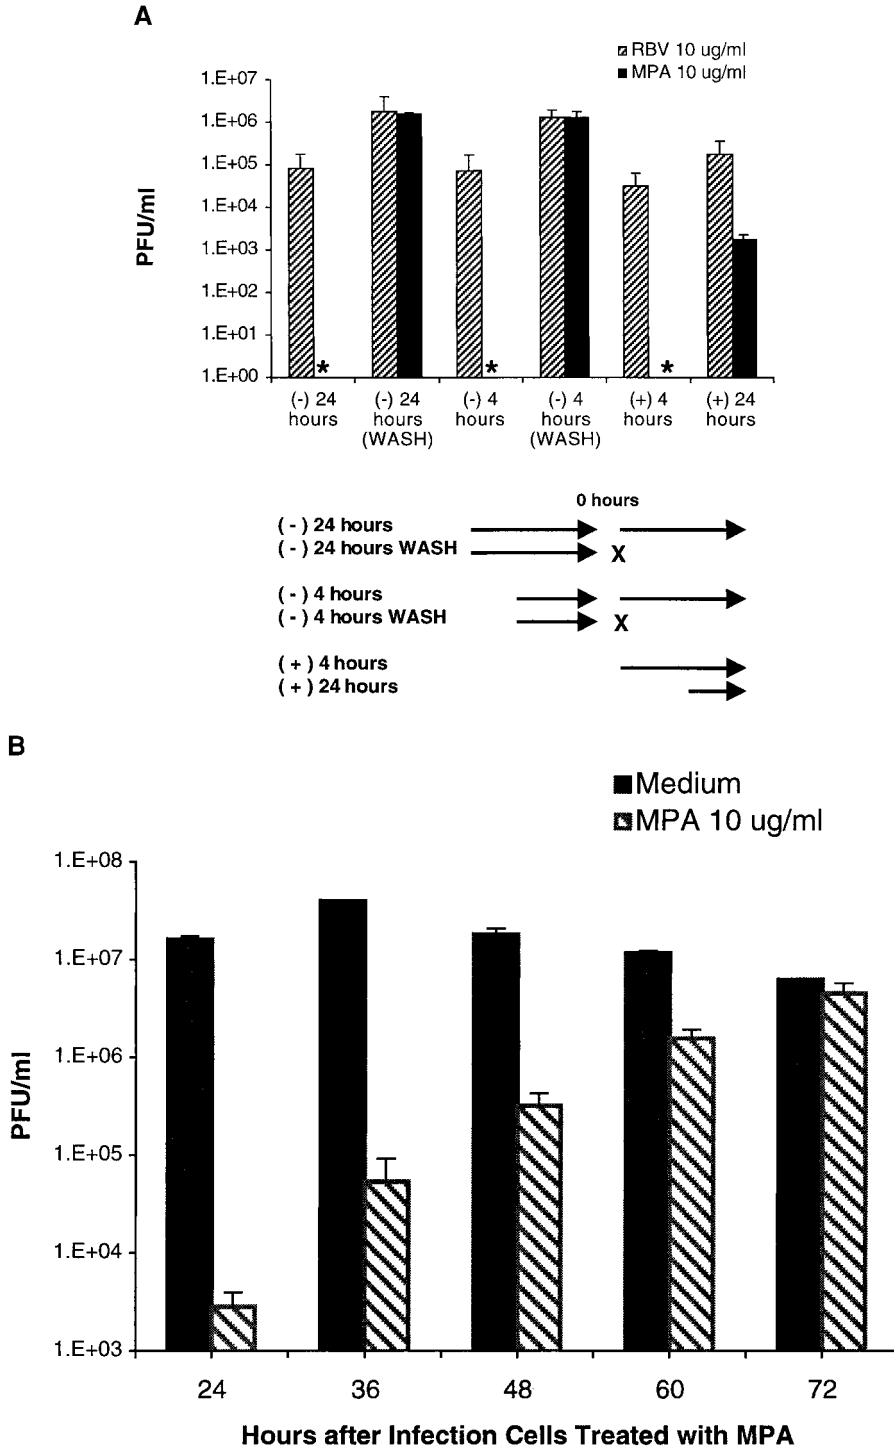 A
RBV 10 ug/ml
MPA 10 ug/ml
1.E+07
1.E+06
1.E+05
1.E+04
1.E+03
1.E+02
1.E+01
1.E+00
PFU/ml
*
*
*
(-) 24 hours
(-) 24 hours (WASH)
(-) 4 hours
(-) 4 hours (WASH)
(+) 4 hours
(+) 24 hours
0 hours
( - ) 24 hours
( - ) 24 hours WASH
X
( - ) 4 hours
( - ) 4 hours WASH
X
( + ) 4 hours
( + ) 24 hours
B
Medium
MPA 10 ug/ml
1.E+08
1.E+07
1.E+06
1.E+05
1.E+04
1.E+03
PFU/ml
24 36 48 60 72
Hours after Infection Cells Treated with MPA